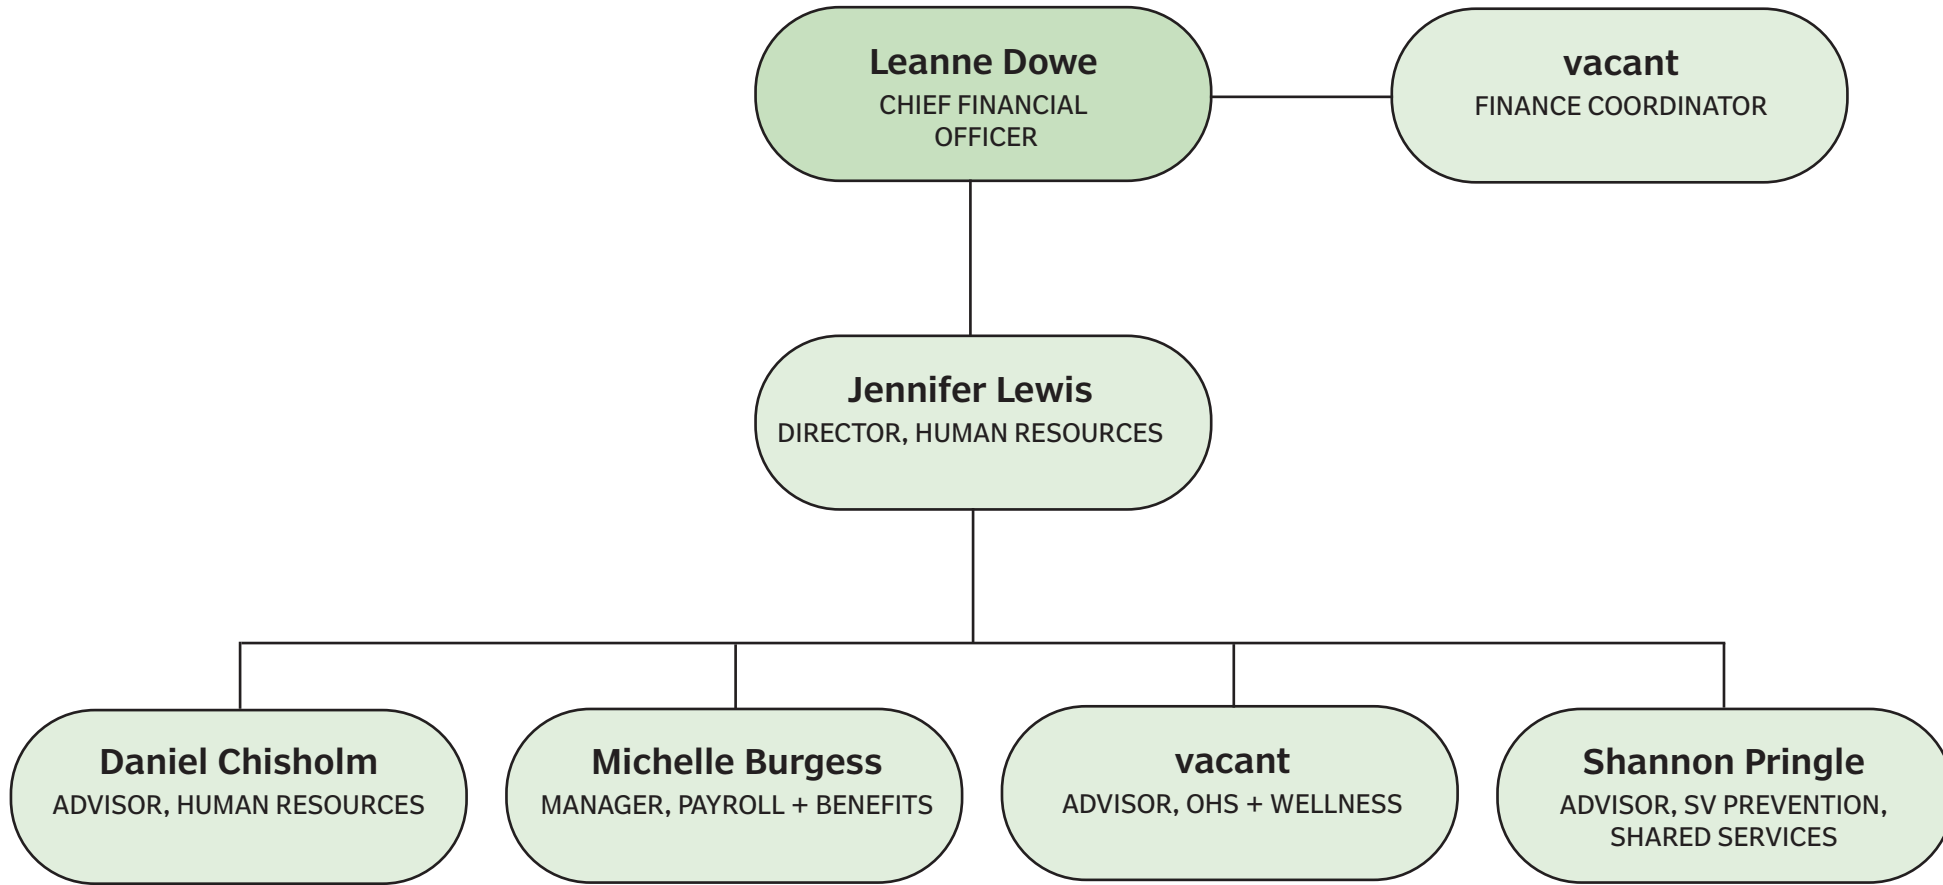 Leanne Dowe
CHIEF FINANCIAL
OFFICER
vacant
FINANCE COORDINATOR
Jennifer Lewis
DIRECTOR, HUMAN RESOURCES
Daniel Chisholm
ADVISOR, HUMAN RESOURCES
Michelle Burgess
MANAGER, PAYROLL + BENEFITS
vacant
ADVISOR, OHS + WELLNESS
Shannon Pringle
ADVISOR, SV PREVENTION,
SHARED SERVICES